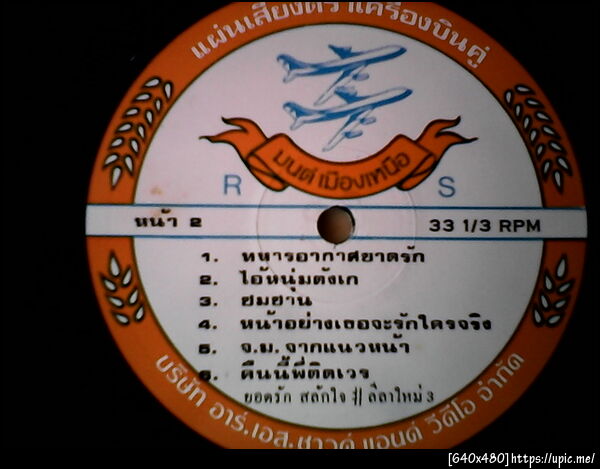 แผ่นเสียงตราเครื่องบินคู่
มนต์เมืองเหนือ
R S
หน้า 2 33 1/3 RPM
1. ทหารอากาศขาดรัก
2. ไอ้หนุ่มตังเก
3. ชมฮาน
4. หน้าอย่างเธอจะรักใครจริง
5. จ.ม.จากแนวหน้า
6. คืนนี้พี่ติดเวร
ยอดรัก สลักใจ // ลีลาใหม่ 3
บริษัท อาร์.เอส.ซาวด์ แอนด์ วีดีโอ จำกัด
[640x480]https://upic.me/